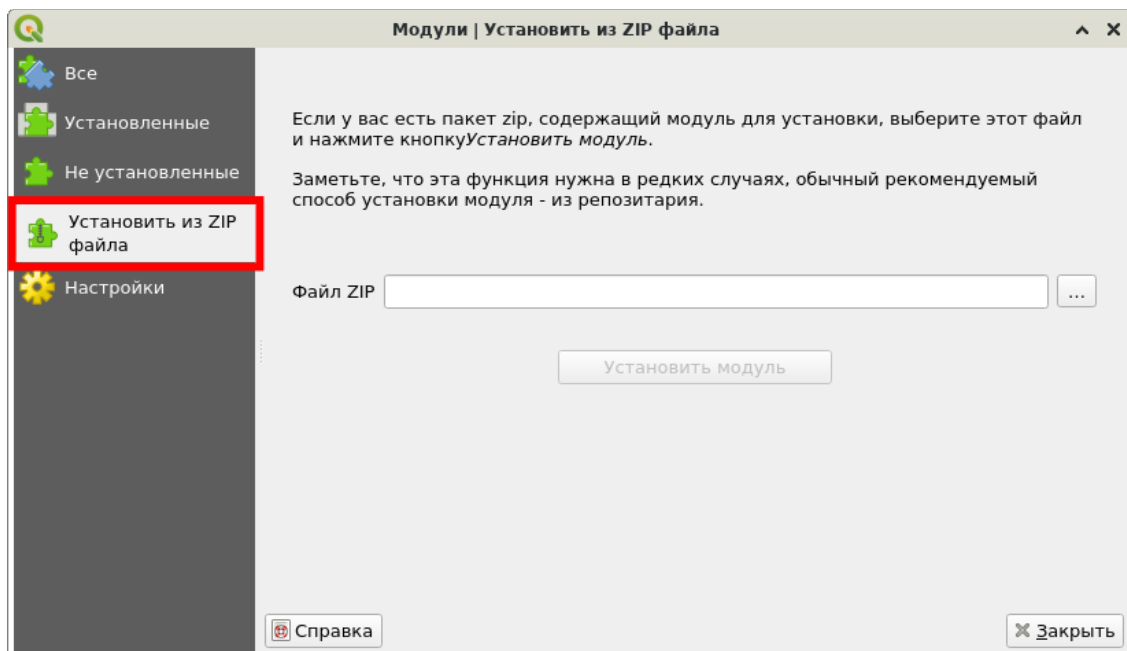 Модули | Установить из ZIP файла
Все
Установленные
Не установленные
Установить из ZIP
файла
Настройки
Если у вас есть пакет zip, содержащий модуль для установки, выберите этот файл
и нажмите кнопкуУстановить модуль.
Заметьте, что эта функция нужна в редких случаях, обычный рекомендуемый
способ установки модуля - из репозитария.
Файл ZIP
...
Установить модуль
Справка
Закрыть